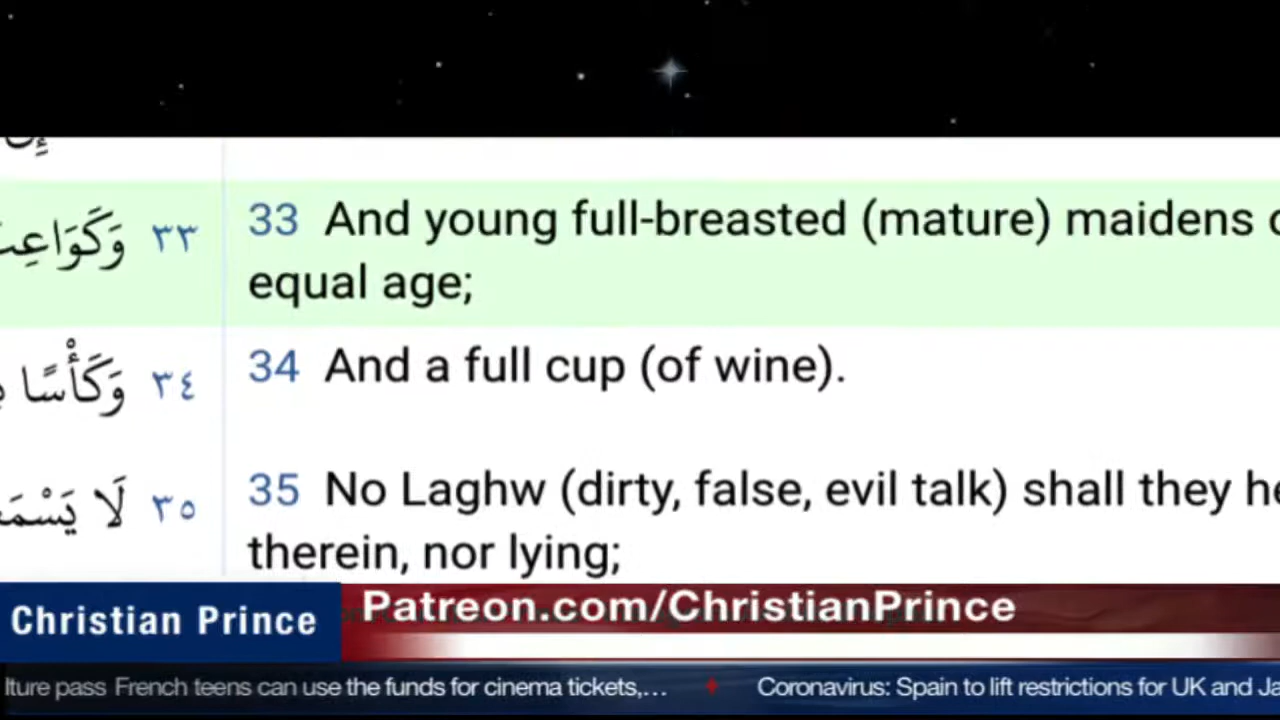 ٣٣ 33 And young full-breasted (mature) maidens
equal age;
٣٤ 34 And a full cup (of wine).
وَكَأْسًا
٣٥ 35 No Laghw (dirty, false, evil talk) shall they
لَا
therein, nor lying;
Christian Prince
Patreon.com/ChristianPrince
lture pass French teens can use the funds for cinema tickets,... Coronavirus: Spain to lift restrictions for UK and